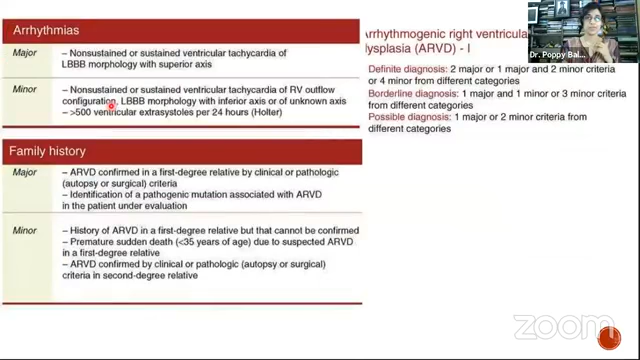 Arrhythmias
Major
– Nonsustained or sustained ventricular tachycardia of
LBBB morphology with superior axis
Minor
– Nonsustained or sustained ventricular tachycardia of RV outflow
configuration, LBBB morphology with inferior axis or of unknown axis
– >500 ventricular extrasystoles per 24 hours (Holter)
Family history
Major
– ARVD confirmed in a first-degree relative by clinical or pathologic
(autopsy or surgical) criteria
– Identification of a pathogenic mutation associated with ARVD
in the patient under evaluation
Minor
– History of ARVD in a first-degree relative but that cannot be confirmed
– Premature sudden death (<35 years of age) due to suspected ARVD
in a first-degree relative
– ARVD confirmed by clinical or pathologic (autopsy or surgical)
criteria in second-degree relative
Arrhythmogenic right ventricular
dysplasia (ARVD) - I
Definite diagnosis: 2 major or 1 major and 2 minor criteria
or 4 minor from different categories
Borderline diagnosis: 1 major and 1 minor or 3 minor criteria
from different categories
Possible diagnosis: 1 major or 2 minor criteria from
different categories
Dr. Poppy Bal...
zoom